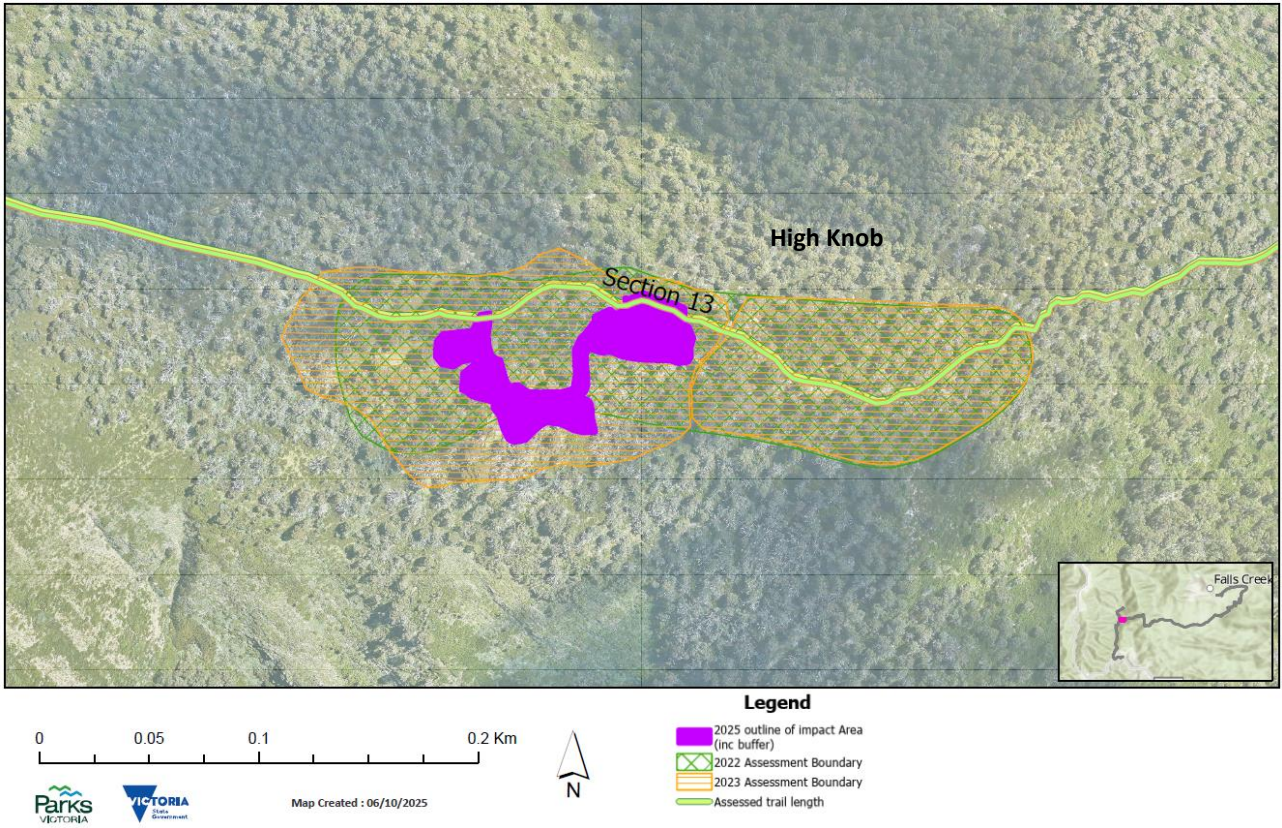 High Knob
Section 13
Falls Creek
Legend
0 0.05 0.1 0.2 Km
2025 outline of impact Area
(inc buffer)
2022 Assessment Boundary
2023 Assessment Boundary
Assessed trail length
N
Parks
VICTORIA
VICTORIA
State
Government
Map Created : 06/10/2025